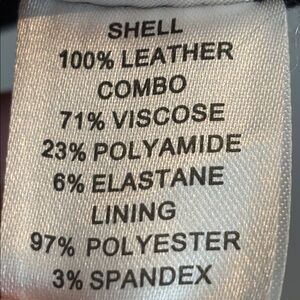 SHELL
100% LEATHER
COMBO
71% VISCOSE
23% POLYAMIDE
6% ELASTANE
LINING
97% POLYESTER
3% SPANDEX